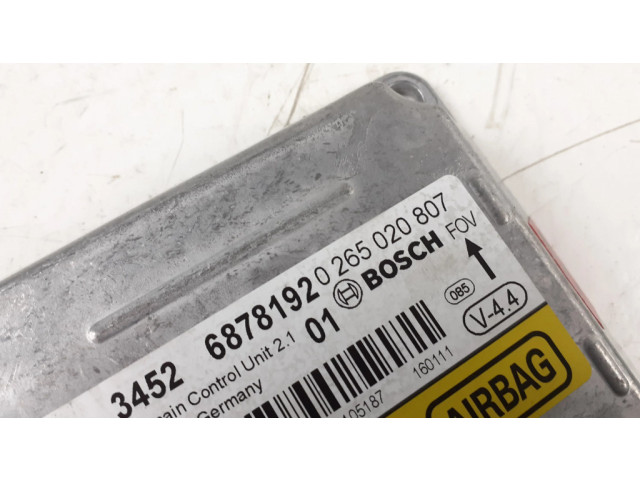 3452 6878192 0 265 020 807
01 BOSCH FOV
Control Unit 2.1
Germany
085
V-4.4
105187
160111
AIRBAG